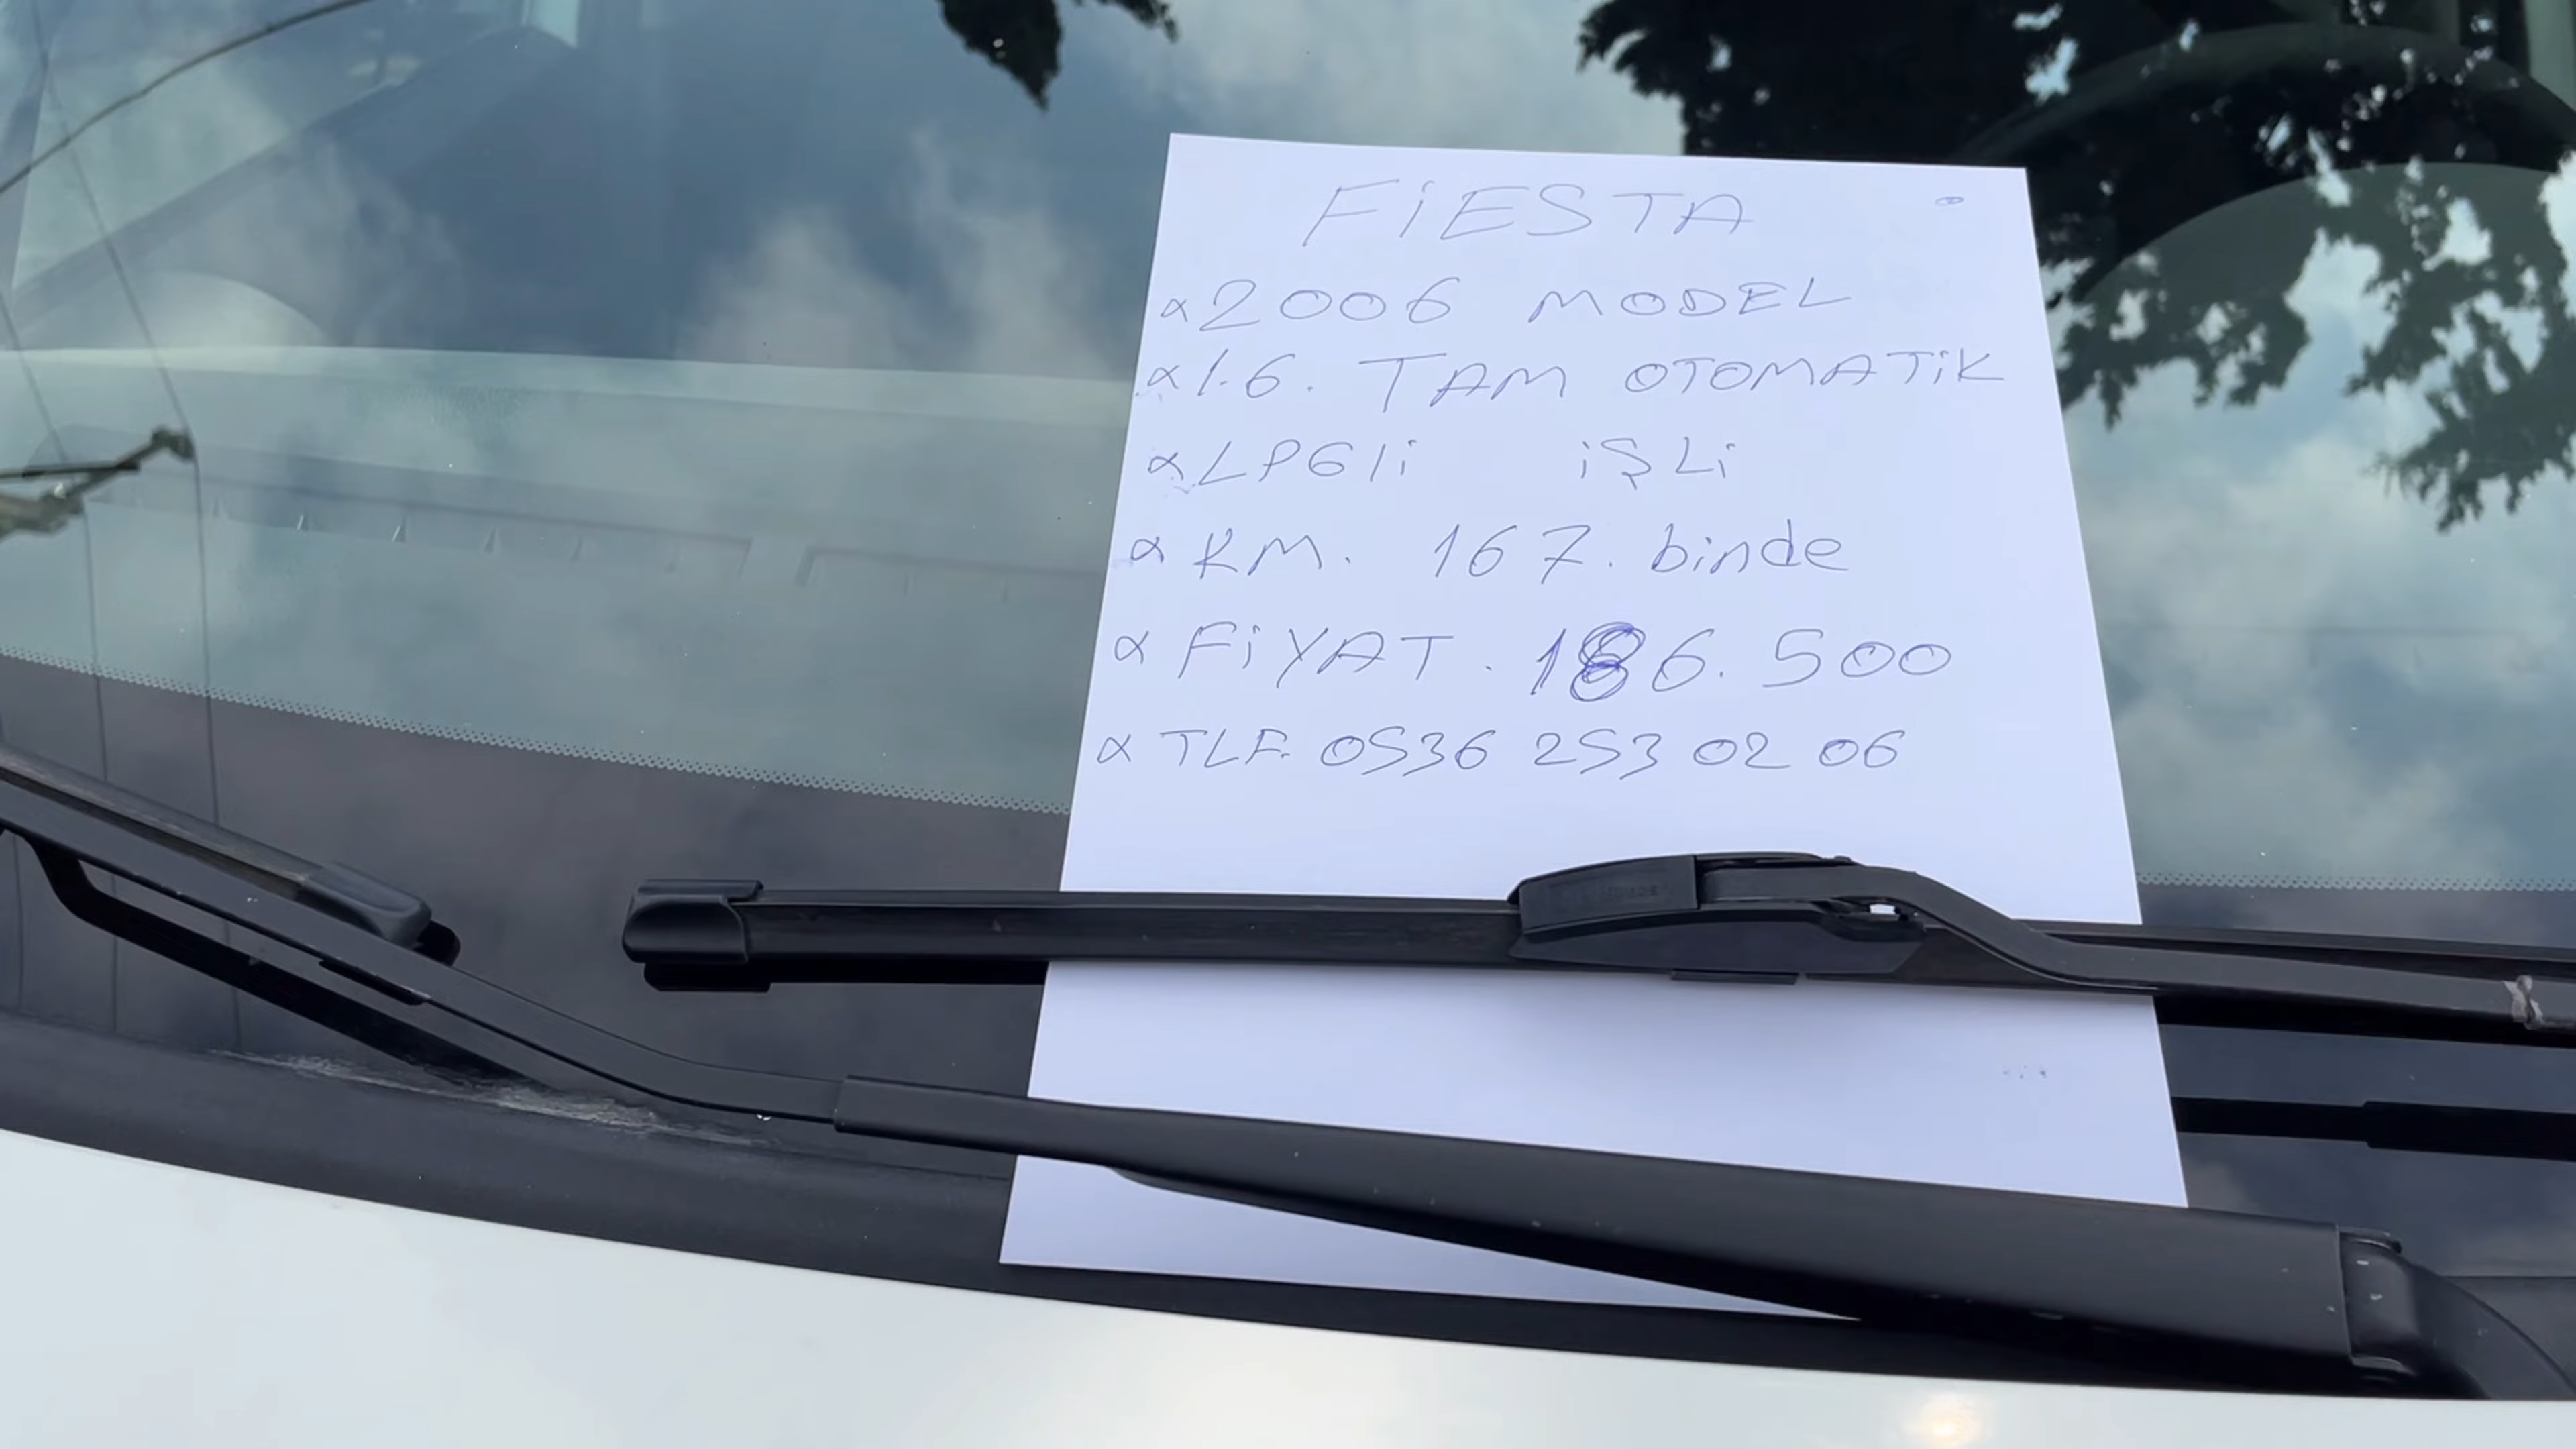 FİESTA
α 2006 MODEL
α 1.6. TAM OTOMATİK
α LPGli İŞLİ
α KM. 167. binde
α FİYAT. 186.500
α TLF. 0536 253 02 06